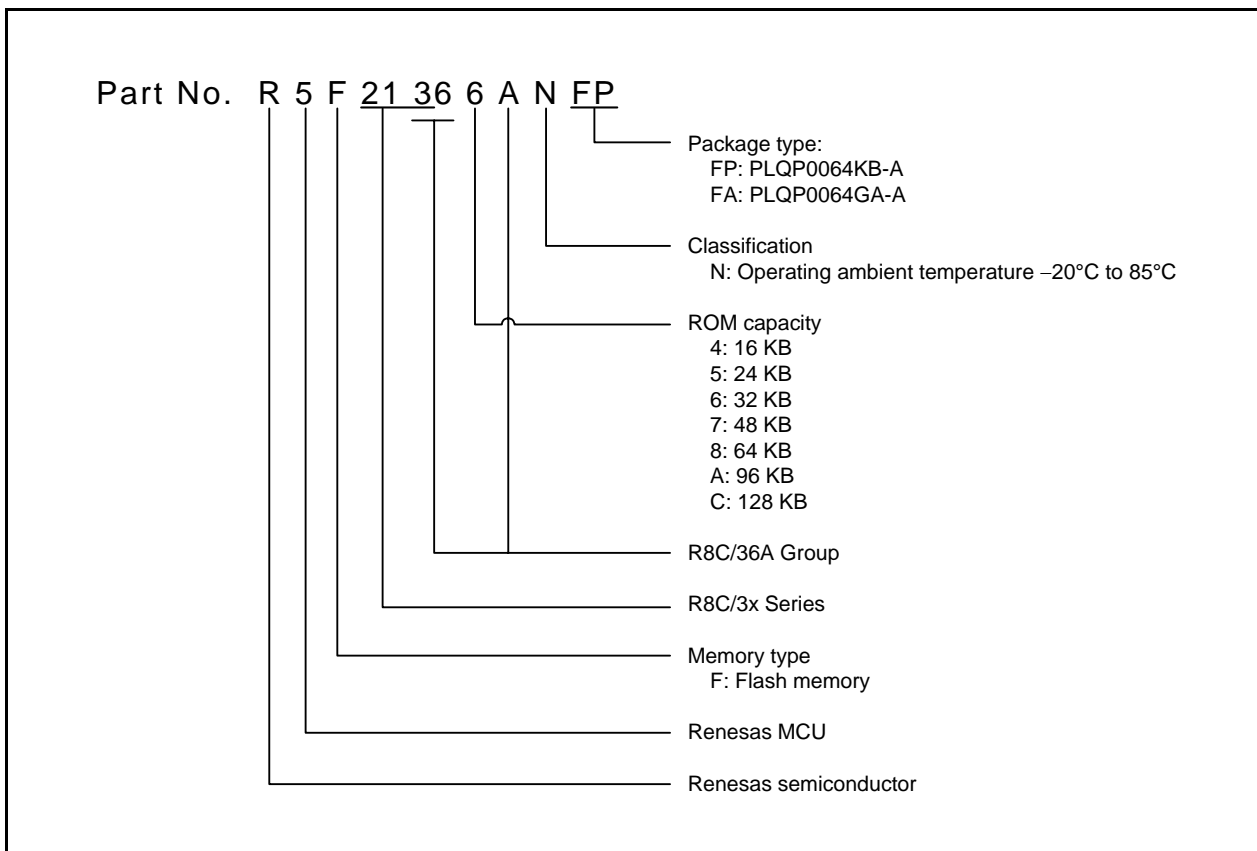 Part No. R 5 F 21 36 6 A N FP
Package type:
FP: PLQP0064KB-A
FA: PLQP0064GA-A
Classification
N: Operating ambient temperature −20°C to 85°C
ROM capacity
4: 16 KB
5: 24 KB
6: 32 KB
7: 48 KB
8: 64 KB
A: 96 KB
C: 128 KB
R8C/36A Group
R8C/3x Series
Memory type
F: Flash memory
Renesas MCU
Renesas semiconductor